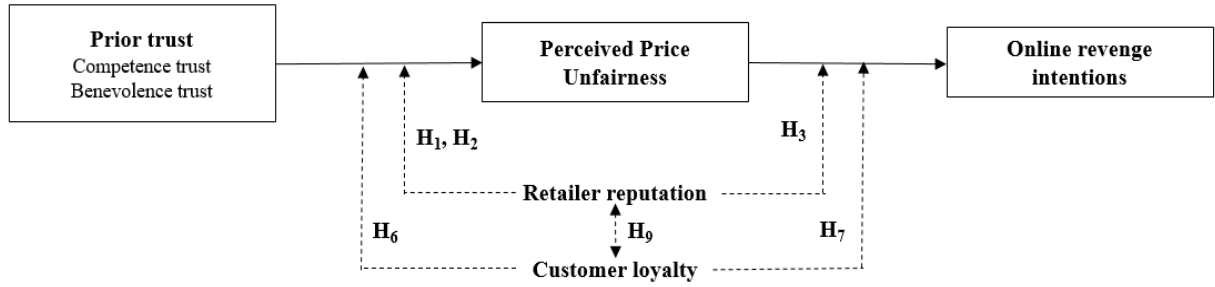 Prior trust
Competence trust
Benevolence trust
Perceived Price
Unfairness
Online revenge
intentions
H₁, H₂
H₃
Retailer reputation
H₆
H₉
H₇
Customer loyalty